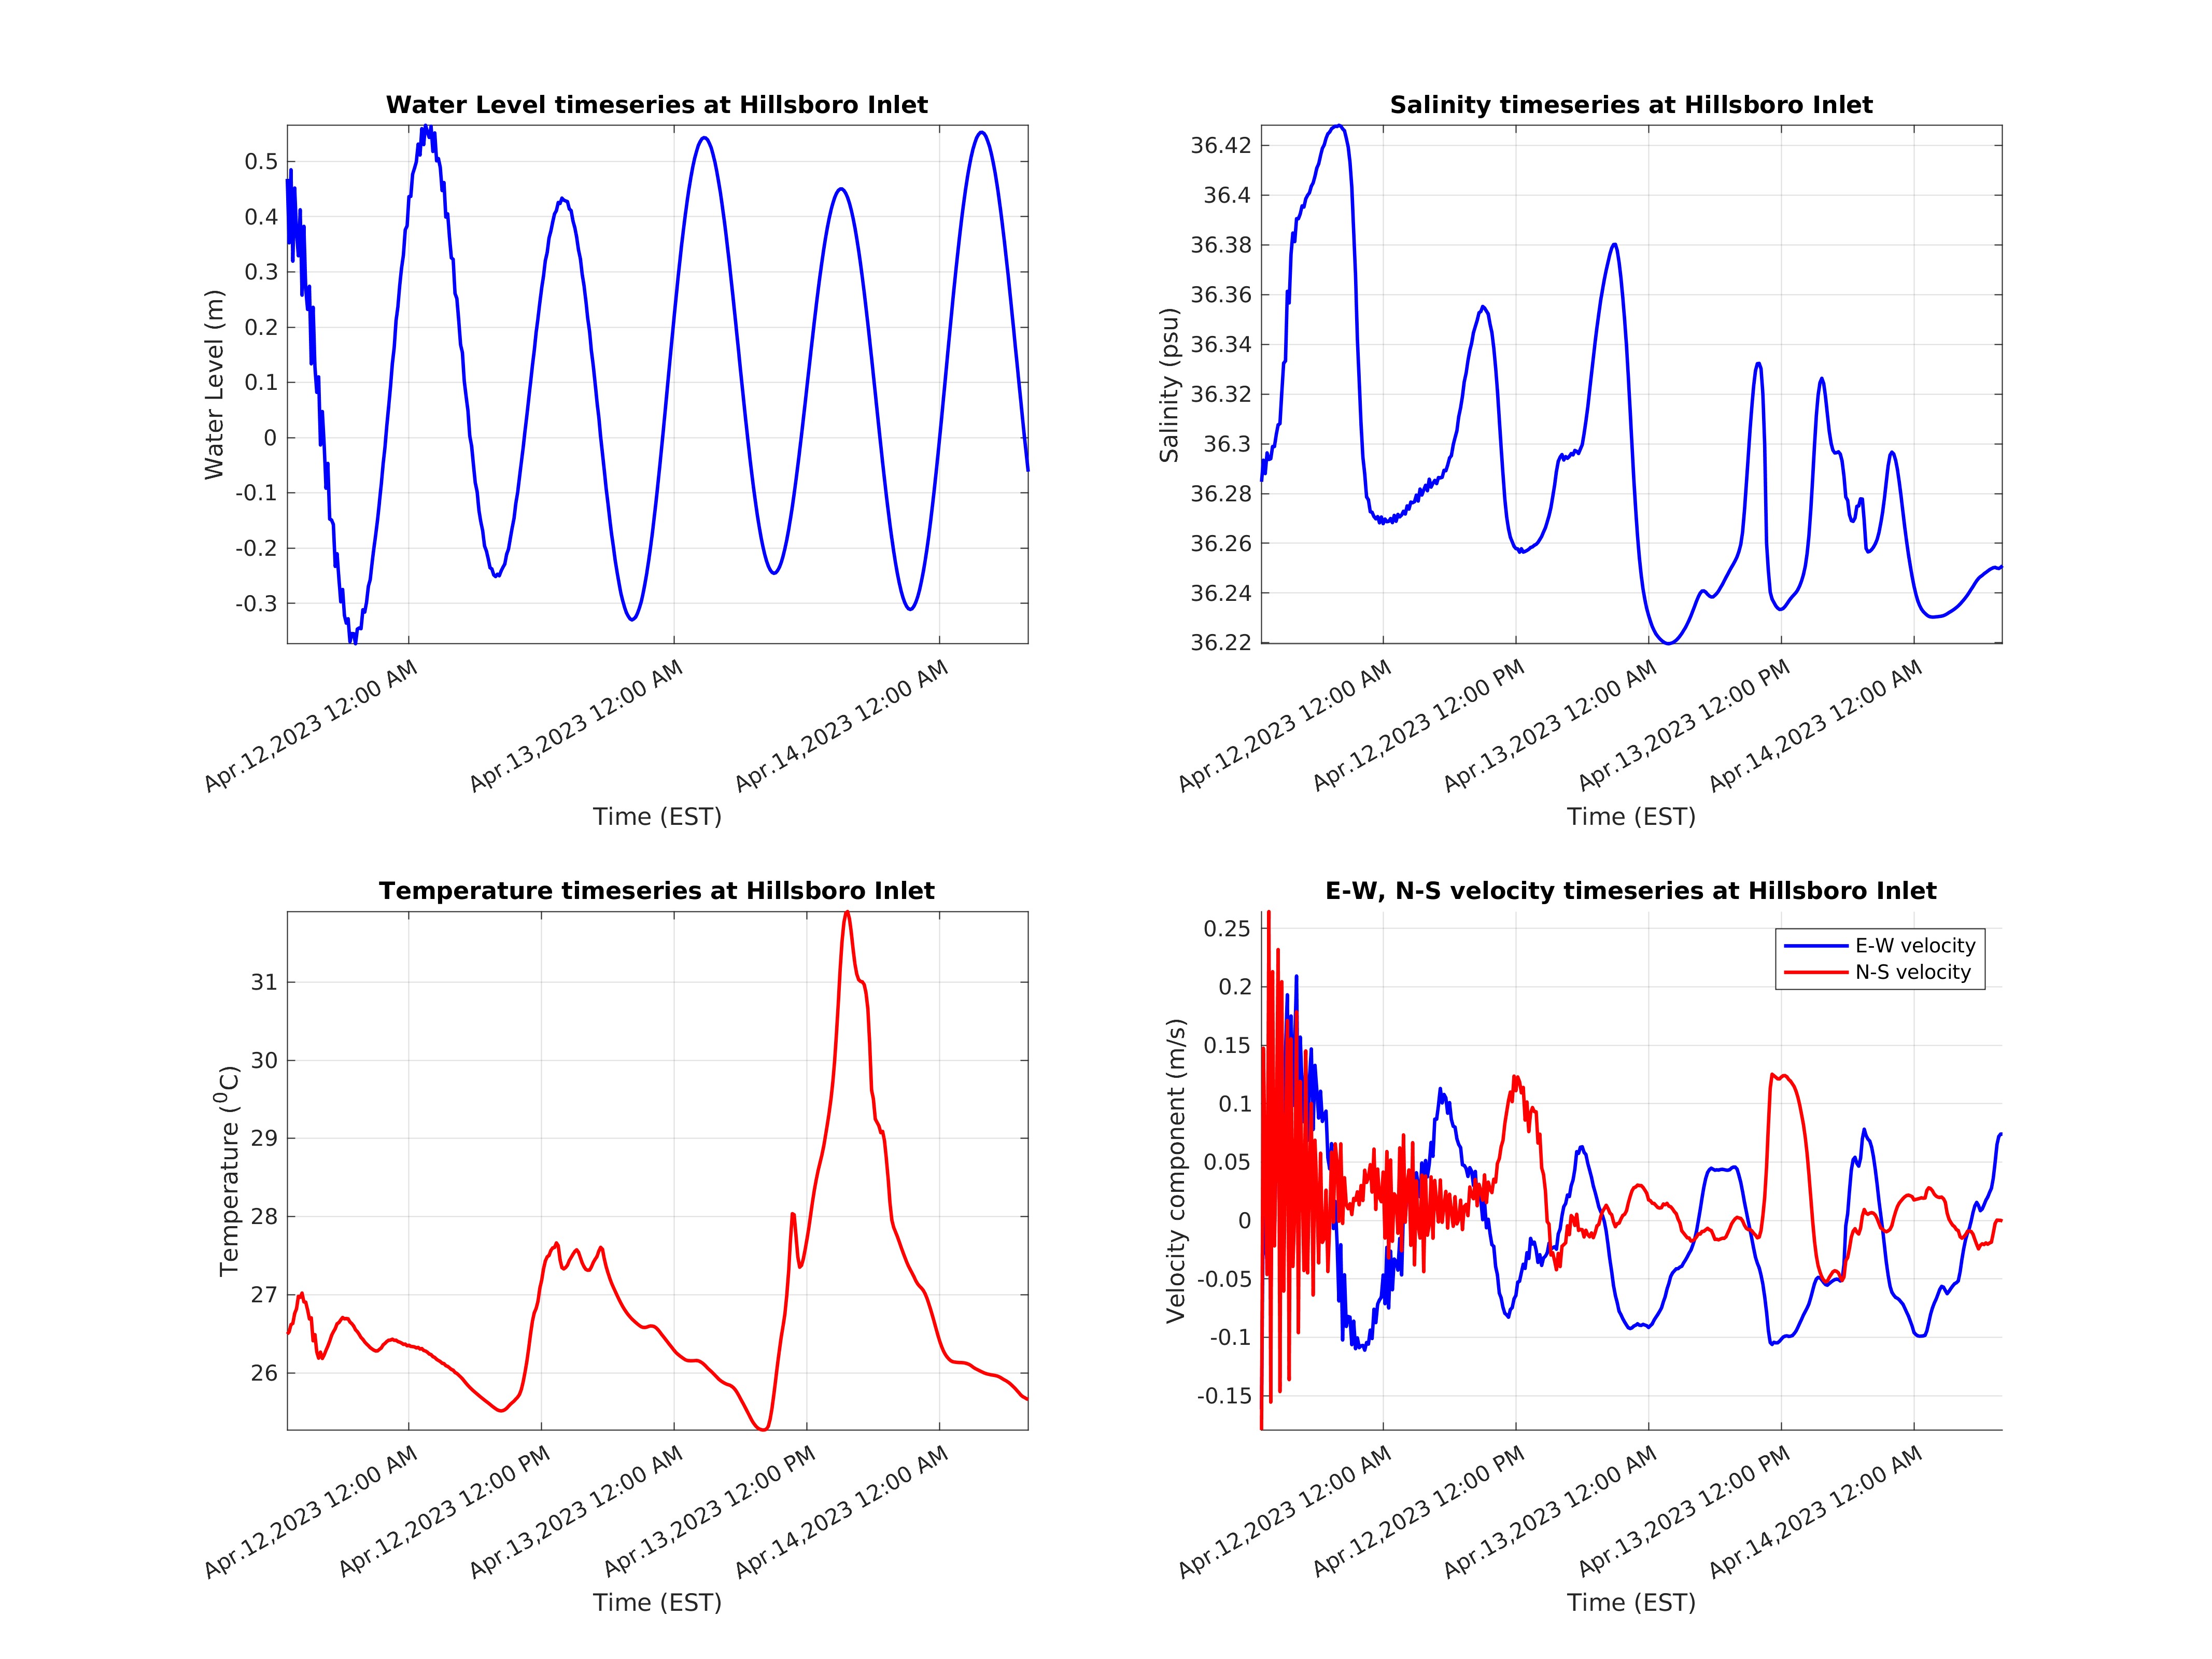 Water Level timeseries at Hillsboro Inlet
Water Level (m)
0.5
0.4
0.3
0.2
0.1
0
-0.1
-0.2
-0.3
Apr.12,2023 12:00 AM
Apr.13,2023 12:00 AM
Apr.14,2023 12:00 AM
Time (EST)
Salinity timeseries at Hillsboro Inlet
Salinity (psu)
36.42
36.4
36.38
36.36
36.34
36.32
36.3
36.28
36.26
36.24
36.22
Apr.12,2023 12:00 AM
Apr.12,2023 12:00 PM
Apr.13,2023 12:00 AM
Apr.13,2023 12:00 PM
Apr.14,2023 12:00 AM
Time (EST)
Temperature timeseries at Hillsboro Inlet
Temperature (⁰C)
31
30
29
28
27
26
Apr.12,2023 12:00 AM
Apr.12,2023 12:00 PM
Apr.13,2023 12:00 AM
Apr.13,2023 12:00 PM
Apr.14,2023 12:00 AM
Time (EST)
E-W, N-S velocity timeseries at Hillsboro Inlet
Velocity component (m/s)
0.25
0.2
0.15
0.1
0.05
0
-0.05
-0.1
-0.15
E-W velocity
N-S velocity
Apr.12,2023 12:00 AM
Apr.12,2023 12:00 PM
Apr.13,2023 12:00 AM
Apr.13,2023 12:00 PM
Apr.14,2023 12:00 AM
Time (EST)